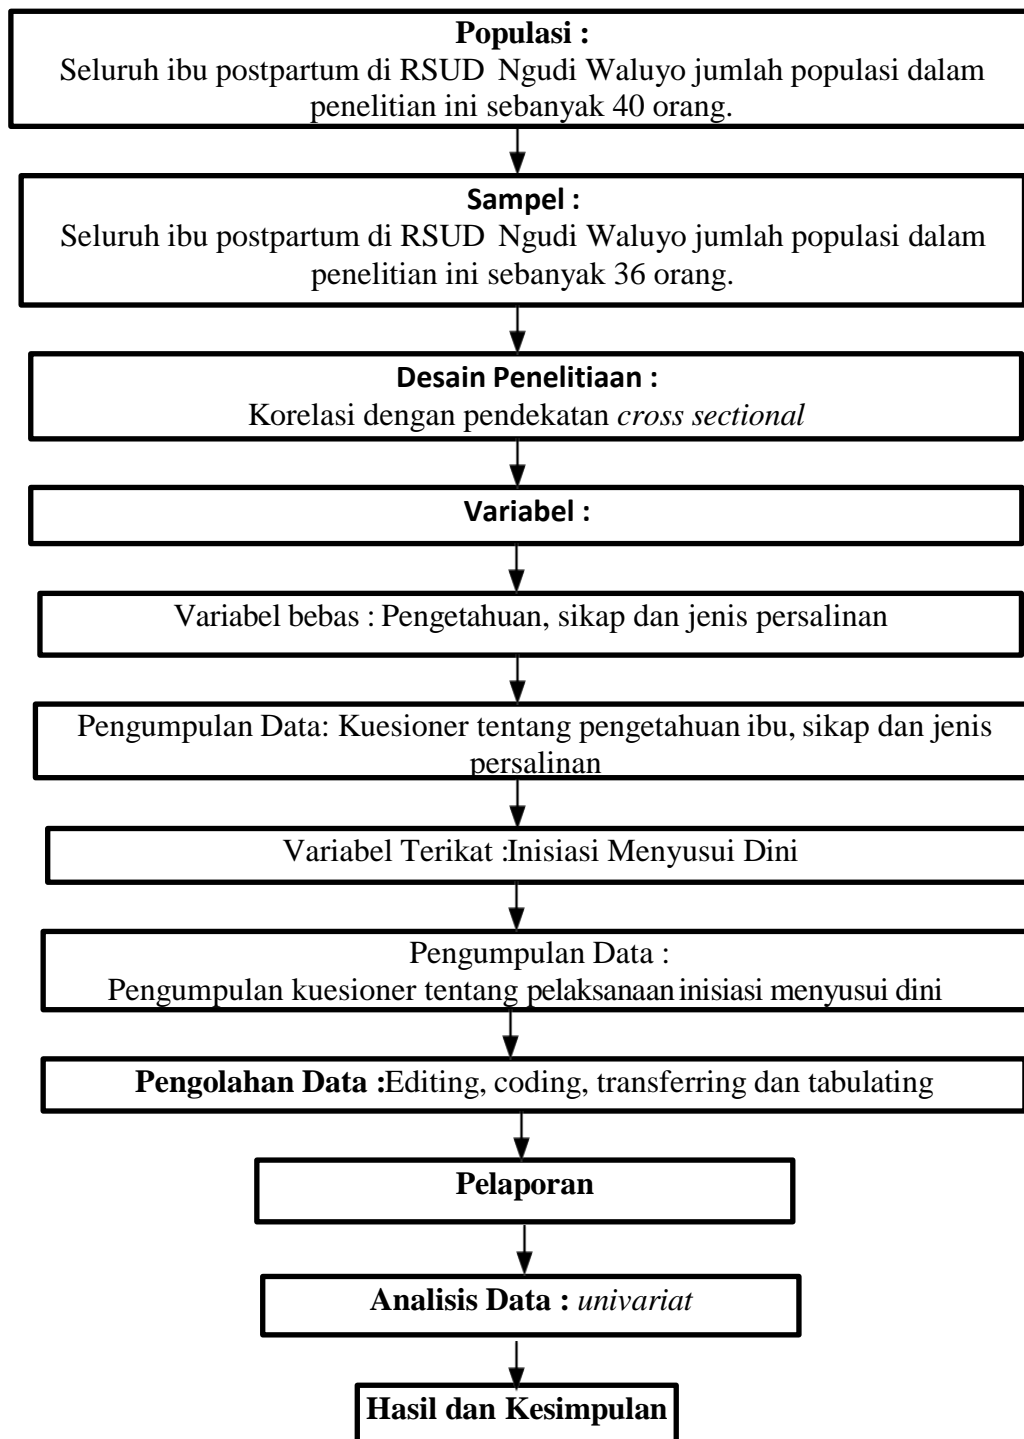 Populasi :
Seluruh ibu postpartum di RSUD Ngudi Waluyo jumlah populasi dalam
penelitian ini sebanyak 40 orang.
Sampel :
Seluruh ibu postpartum di RSUD Ngudi Waluyo jumlah populasi dalam
penelitian ini sebanyak 36 orang.
Desain Penelitiaan :
Korelasi dengan pendekatan cross sectional
Variabel :
Variabel bebas : Pengetahuan, sikap dan jenis persalinan
Pengumpulan Data: Kuesioner tentang pengetahuan ibu, sikap dan jenis
persalinan
Variabel Terikat :Inisiasi Menyusui Dini
Pengumpulan Data :
Pengumpulan kuesioner tentang pelaksanaan inisiasi menyusui dini
Pengolahan Data :Editing, coding, transferring dan tabulating
Pelaporan
Analisis Data : univariat
Hasil dan Kesimpulan